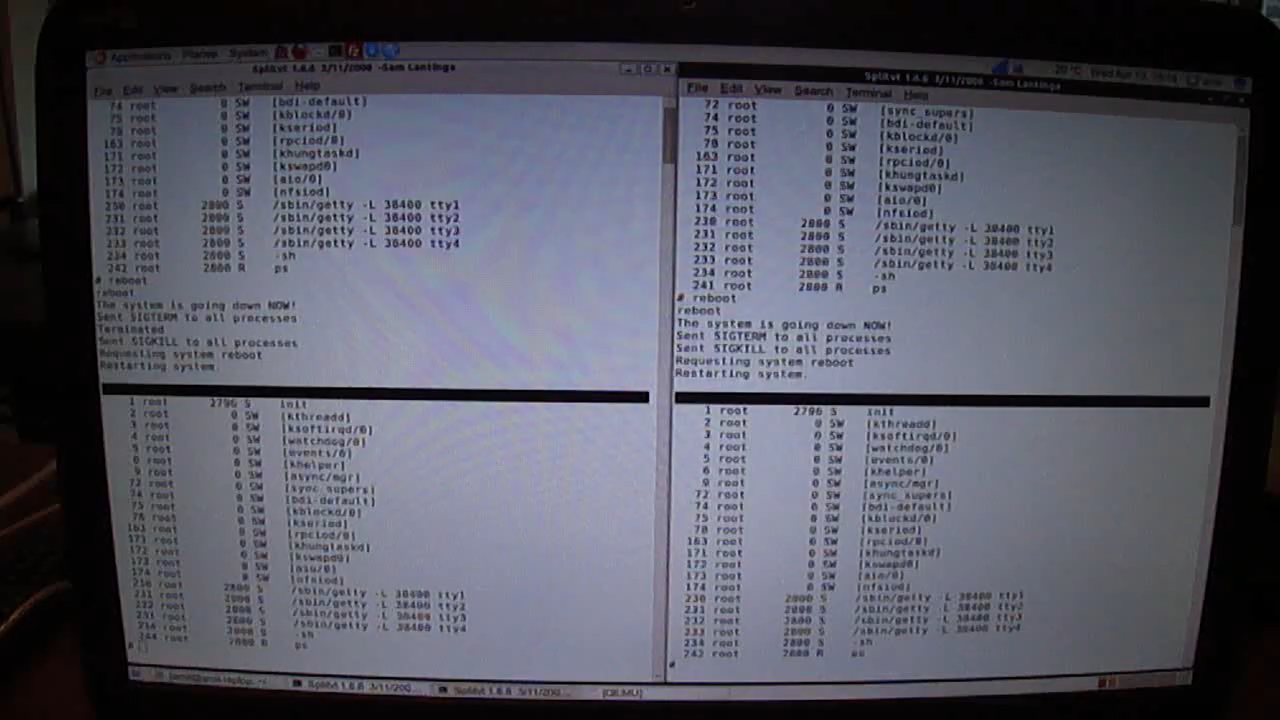 Applications Places System
Splitvt 1.6.6 3/11/2006 -Sam Lantinga
File Edit View Search Terminal Help
74 root 0 SW [bdi-default]
75 root 0 SW [kblockd/0]
78 root 0 SW [kseriod]
163 root 0 SW [rpciod/0]
171 root 0 SW [khungtaskd]
172 root 0 SW [kswapd0]
173 root 0 SW [aio/0]
174 root 0 SW [nfsiod]
230 root 2800 S /sbin/getty -L 38400 tty1
231 root 2800 S /sbin/getty -L 38400 tty2
232 root 2800 S /sbin/getty -L 38400 tty3
233 root 2800 S /sbin/getty -L 38400 tty4
234 root 2800 S -sh
242 root 2800 R ps
# reboot
reboot
The system is going down NOW!
Sent SIGTERM to all processes
Terminated
Sent SIGKILL to all processes
Requesting system reboot
Restarting system.
1 root 2796 S init
2 root 0 SW [kthreadd]
3 root 0 SW [ksoftirqd/0]
4 root 0 SW [watchdog/0]
5 root 0 SW [events/0]
6 root 0 SW [khelper]
9 root 0 SW [async/mgr]
72 root 0 SW [sync_supers]
74 root 0 SW [bdi-default]
75 root 0 SW [kblockd/0]
78 root 0 SW [kseriod]
163 root 0 SW [rpciod/0]
171 root 0 SW [khungtaskd]
172 root 0 SW [kswapd0]
173 root 0 SW [aio/0]
174 root 0 SW [nfsiod]
230 root 2800 S /sbin/getty -L 38400 tty1
231 root 2800 S /sbin/getty -L 38400 tty2
232 root 2800 S /sbin/getty -L 38400 tty3
233 root 2800 S /sbin/getty -L 38400 tty4
234 root 2800 S -sh
244 root 2800 R ps
#
20 °C Wed Apr
Splitvt 1.6.6 3/11/2006 -Sam Lantinga
File Edit View Search Terminal Help
72 root 0 SW [sync_supers]
74 root 0 SW [bdi-default]
75 root 0 SW [kblockd/0]
78 root 0 SW [kseriod]
163 root 0 SW [rpciod/0]
171 root 0 SW [khungtaskd]
172 root 0 SW [kswapd0]
173 root 0 SW [aio/0]
174 root 0 SW [nfsiod]
230 root 2800 S /sbin/getty -L 38400 tty1
231 root 2800 S /sbin/getty -L 38400 tty2
232 root 2800 S /sbin/getty -L 38400 tty3
233 root 2800 S /sbin/getty -L 38400 tty4
234 root 2800 S -sh
241 root 2800 R ps
# reboot
reboot
The system is going down NOW!
Sent SIGTERM to all processes
Sent SIGKILL to all processes
Requesting system reboot
Restarting system.
1 root 2796 S init
2 root 0 SW [kthreadd]
3 root 0 SW [ksoftirqd/0]
4 root 0 SW [watchdog/0]
5 root 0 SW [events/0]
6 root 0 SW [khelper]
9 root 0 SW [async/mgr]
72 root 0 SW [sync_supers]
74 root 0 SW [bdi-default]
75 root 0 SW [kblockd/0]
78 root 0 SW [kseriod]
163 root 0 SW [rpciod/0]
171 root 0 SW [khungtaskd]
172 root 0 SW [kswapd0]
173 root 0 SW [aio/0]
174 root 0 SW [nfsiod]
230 root 2800 S /sbin/getty -L 38400 tty1
231 root 2800 S /sbin/getty -L 38400 tty2
232 root 2800 S /sbin/getty -L 38400 tty3
233 root 2800 S /sbin/getty -L 38400 tty4
234 root 2800 S -sh
242 root 2800 R ps
#
Splitvt 1.6.6 3/11/200... Splitvt 1.6.6 3/11/200... [QEMU]